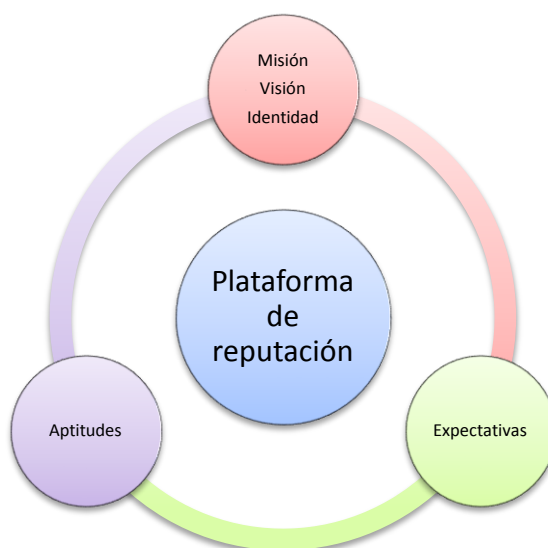 Misión
Visión
Identidad
Plataforma
de
reputación
Aptitudes
Expectativas